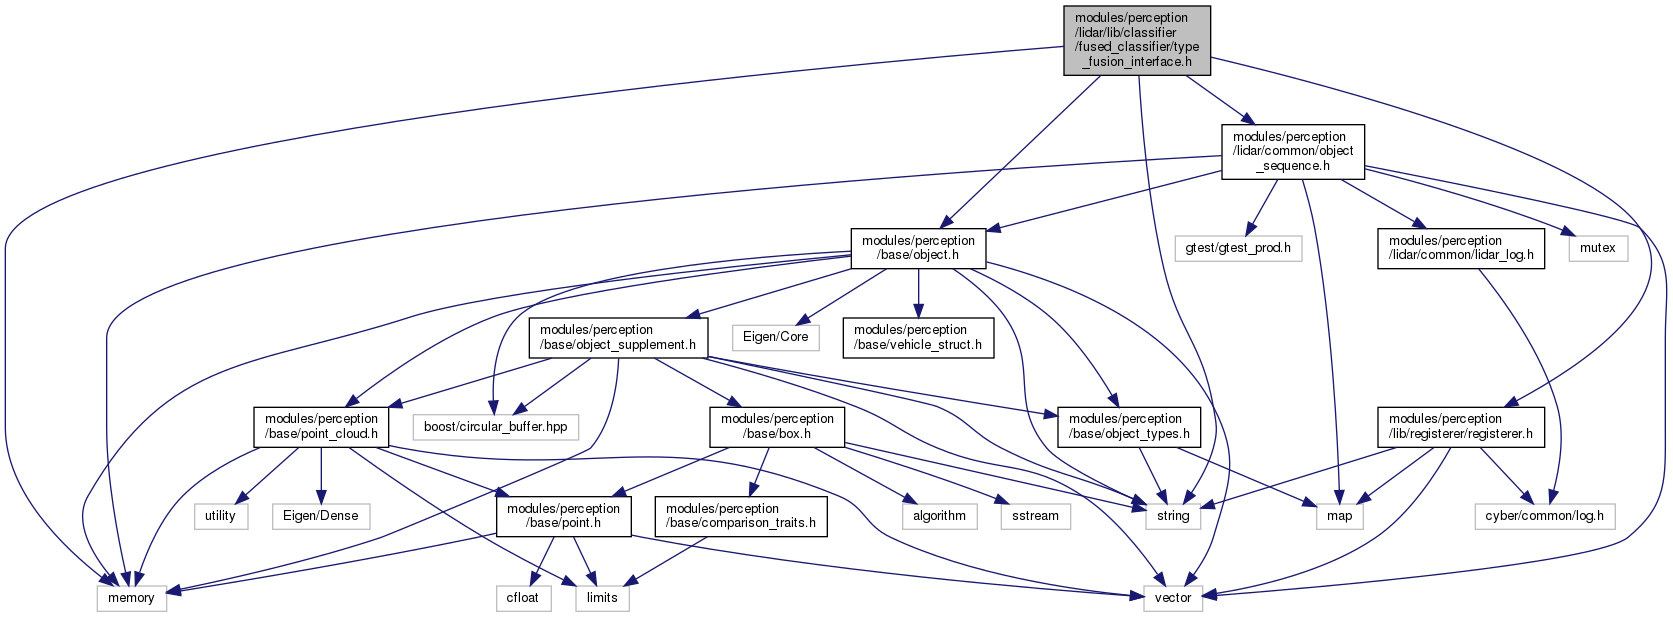 modules/perception
/lidar/lib/classifier
/fused_classifier/type
_fusion_interface.h
modules/perception
/lidar/common/object
_sequence.h
modules/perception
/base/object.h
gtest/gtest_prod.h
modules/perception
/lidar/common/lidar_log.h
mutex
modules/perception
/base/object_supplement.h
Eigen/Core
modules/perception
/base/vehicle_struct.h
modules/perception
/base/point_cloud.h
boost/circular_buffer.hpp
modules/perception
/base/box.h
modules/perception
/base/object_types.h
modules/perception
/lib/registerer/registerer.h
utility
Eigen/Dense
modules/perception
/base/point.h
modules/perception
/base/comparison_traits.h
algorithm
sstream
string
map
cyber/common/log.h
memory
cfloat
limits
vector